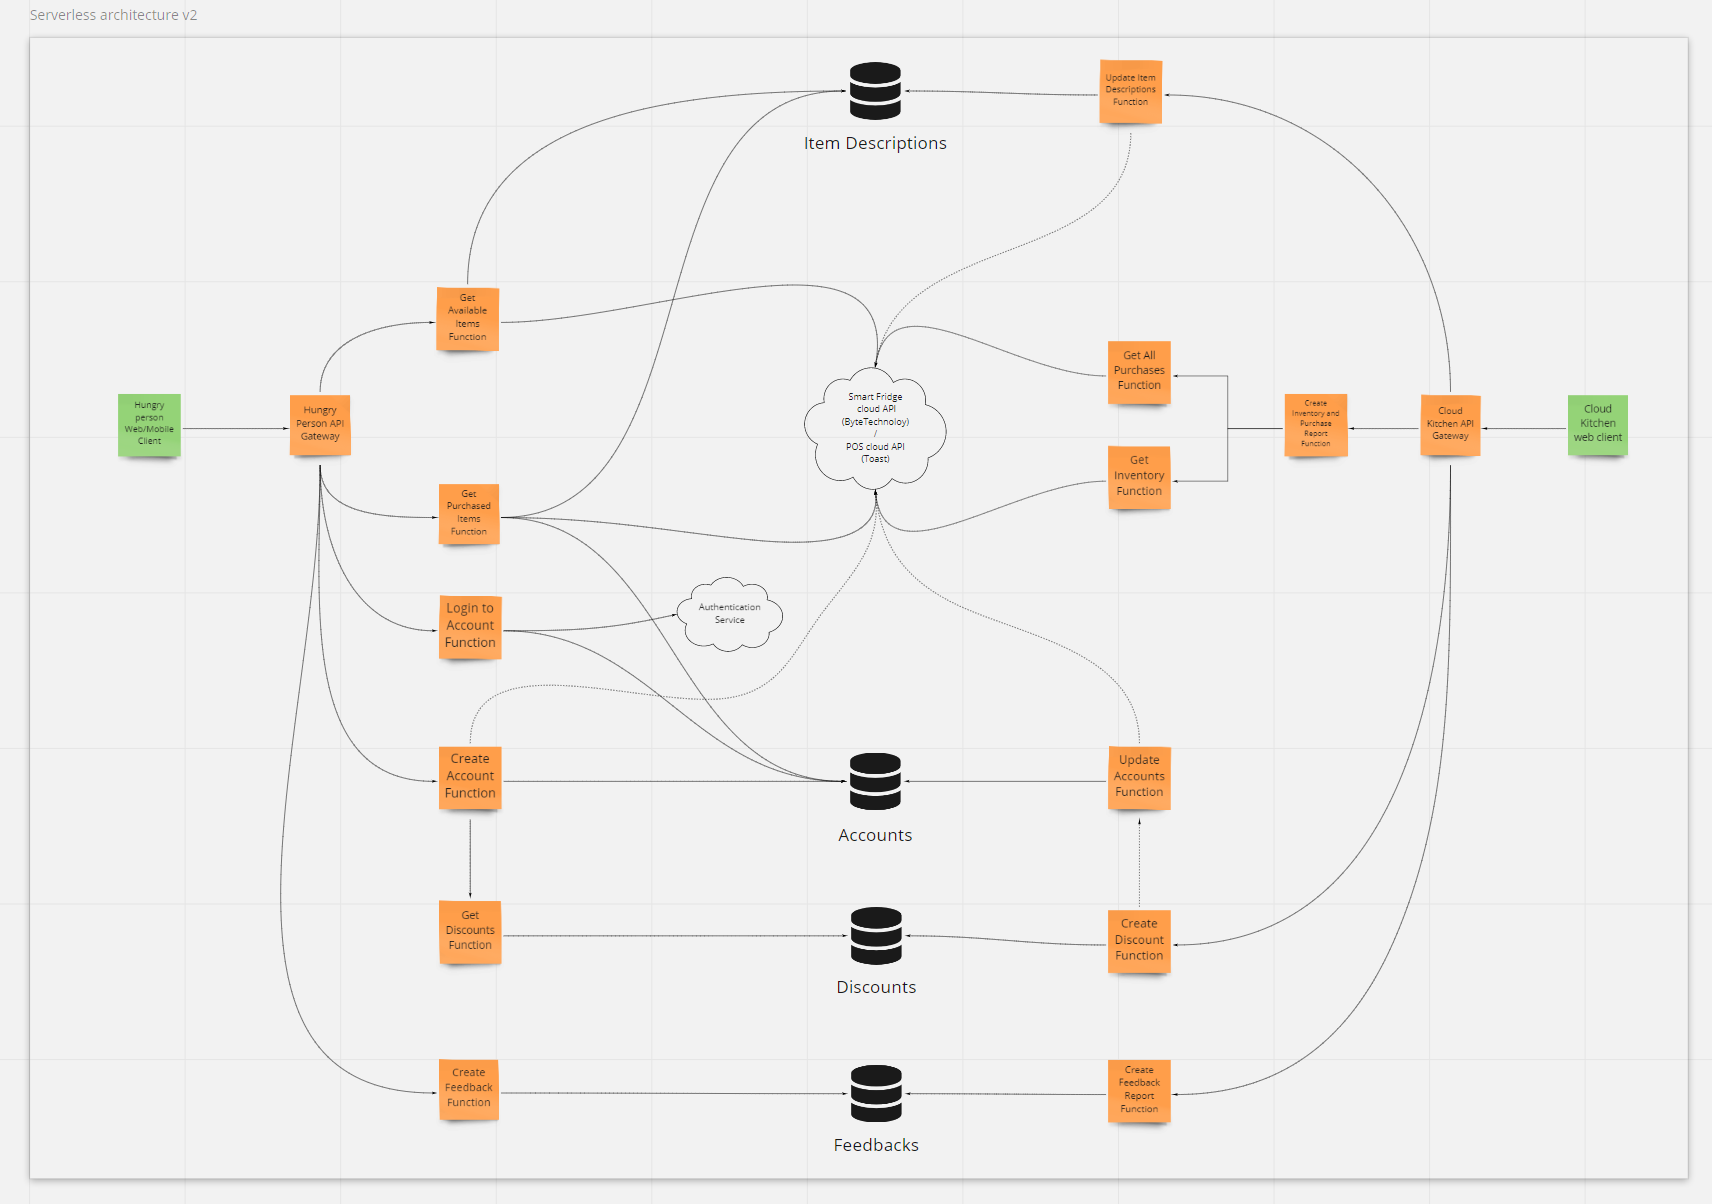 Serverless architecture v2
Update Item
Descriptions
Function
Item Descriptions
Get
Available
Items
Function
Get All
Purchases
Function
Hungry
person
Web/Mobile
Client
Hungry
Person API
Gateway
Smart Fridge
cloud API
(ByteTechnoloy)
/
POS cloud API
(Toast)
Create
Inventory and
Purchase
Report
Function
Cloud
Kitchen API
Gateway
Cloud
Kitchen
web client
Get
Inventory
Function
Get
Purchased
Items
Function
Login to
Account
Function
Authentication
Service
Create
Account
Function
Update
Accounts
Function
Accounts
Get
Discounts
Function
Create
Discount
Function
Discounts
Create
Feedback
Function
Create
Feedback
Report
Function
Feedbacks